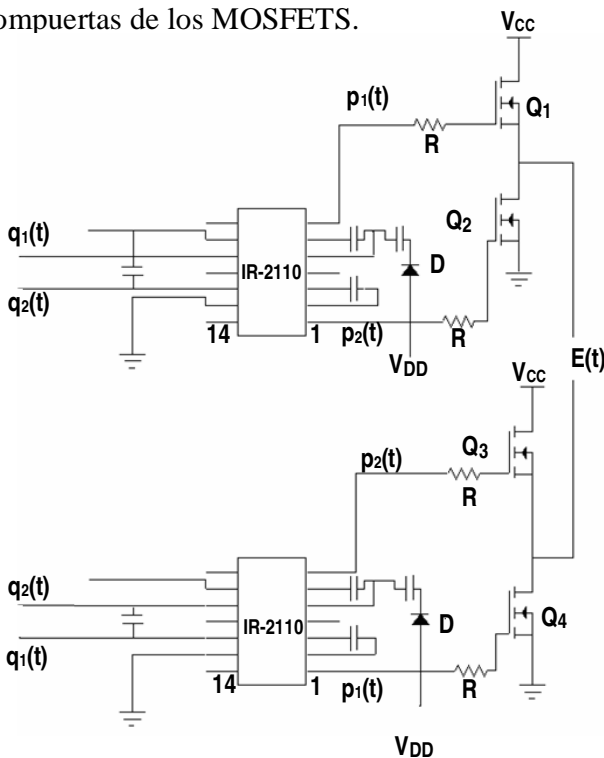 ompuertas de los MOSFETS.
Vcc
p1(t)
Q1
R
Q2
q1(t)
IR-2110
D
q2(t)
14
1
p2(t)
R
VDD
E(t)
Vcc
p2(t)
Q3
R
q2(t)
IR-2110
D
Q4
q1(t)
14
1
p1(t)
R
VDD